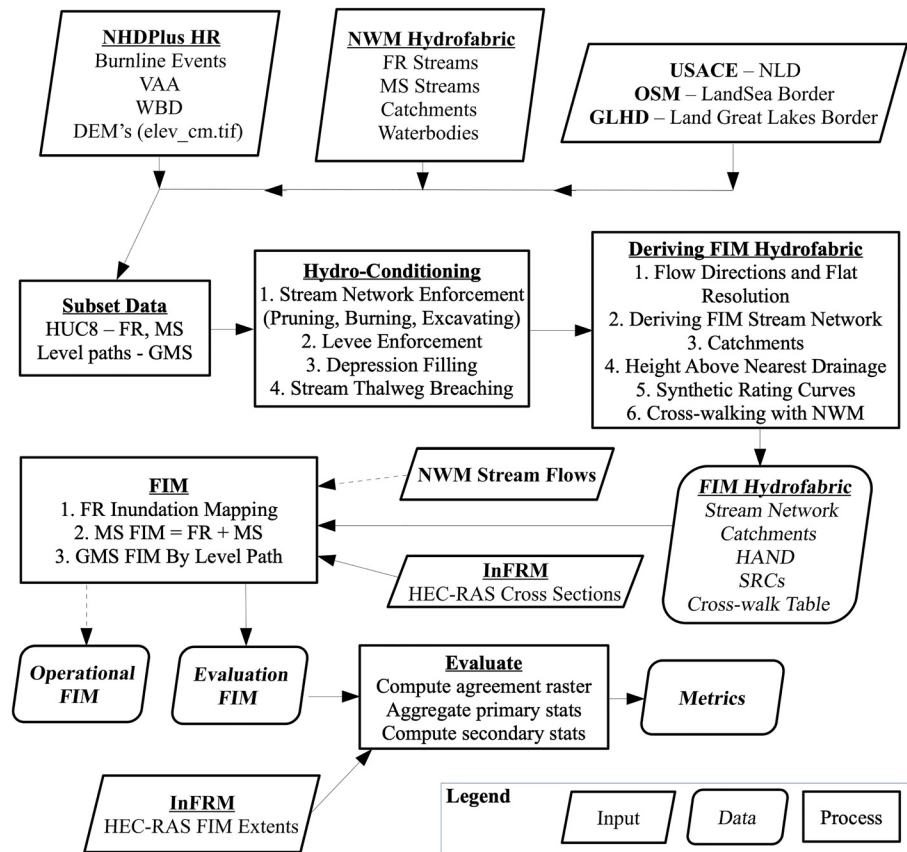 NHDPlus HR
Burnline Events
VAA
WBD
DEM's (elev_cm.tif)
NWM Hydrofabric
FR Streams
MS Streams
Catchments
Waterbodies
USACE – NLD
OSM – LandSea Border
GLHD – Land Great Lakes Border
Subset Data
HUC8 – FR, MS
Level paths - GMS
Hydro-Conditioning
1. Stream Network Enforcement
(Pruning, Burning, Excavating)
2. Levee Enforcement
3. Depression Filling
4. Stream Thalweg Breaching
Deriving FIM Hydrofabric
1. Flow Directions and Flat
Resolution
2. Deriving FIM Stream Network
3. Catchments
4. Height Above Nearest Drainage
5. Synthetic Rating Curves
6. Cross-walking with NWM
FIM
1. FR Inundation Mapping
2. MS FIM = FR + MS
3. GMS FIM By Level Path
NWM Stream Flows
InFRM
HEC-RAS Cross Sections
FIM Hydrofabric
Stream Network
Catchments
HAND
SRCs
Cross-walk Table
Operational
FIM
Evaluation
FIM
Evaluate
Compute agreement raster
Aggregate primary stats
Compute secondary stats
Metrics
InFRM
HEC-RAS FIM Extents
Legend
Input
Data
Process